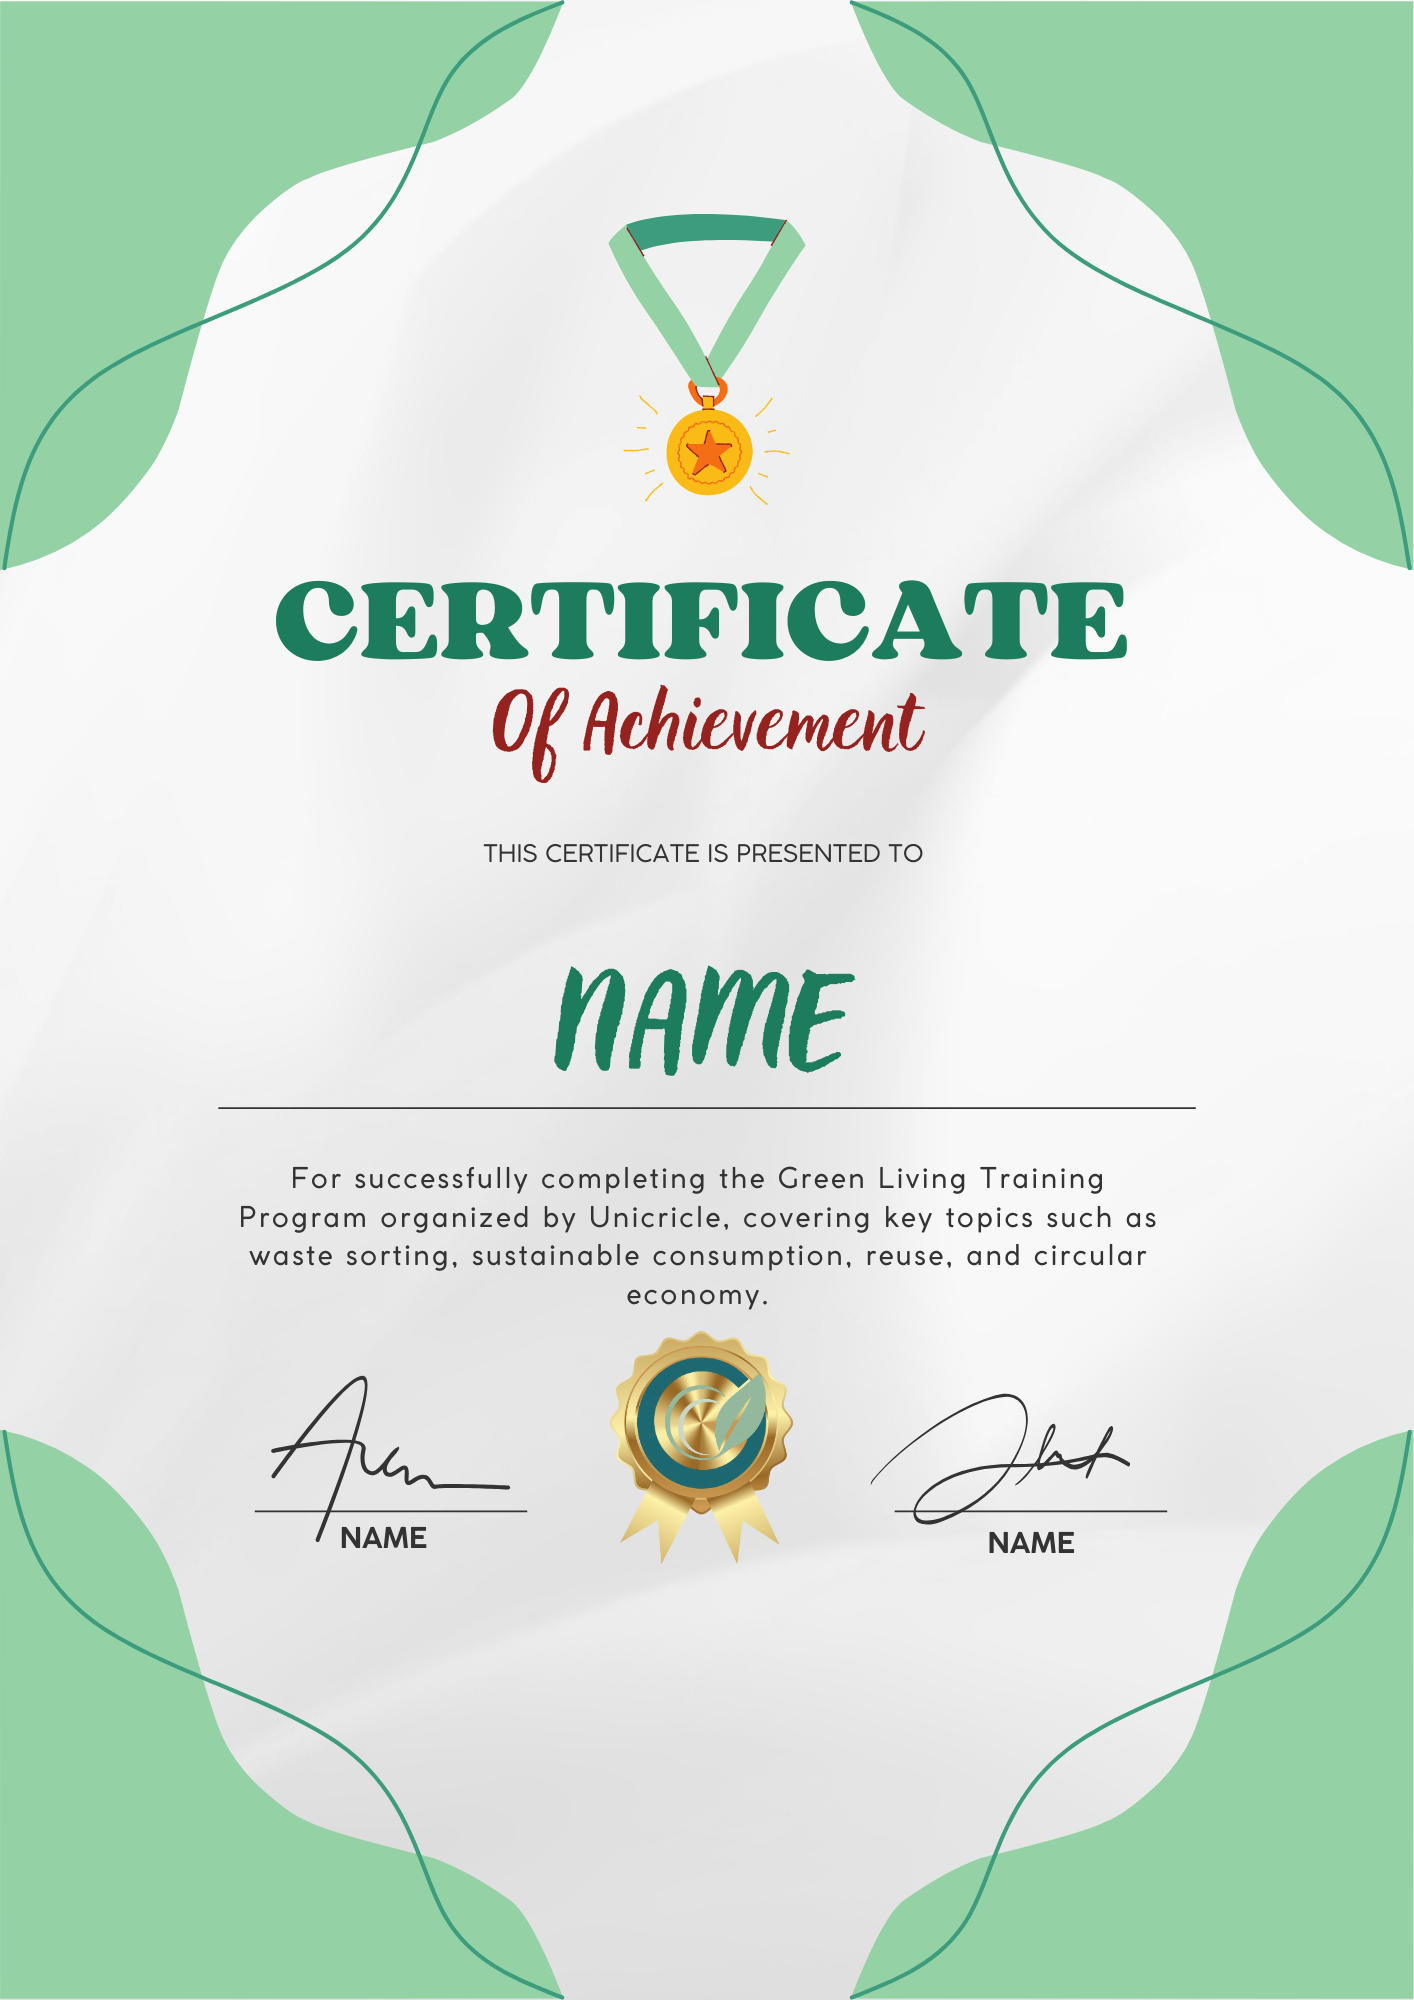 CERTIFICATE
Of Achievement
THIS CERTIFICATE IS PRESENTED TO
NAME
For successfully completing the Green Living Training
Program organized by Unicricle, covering key topics such as
waste sorting, sustainable consumption, reuse, and circular
economy.
NAME
NAME